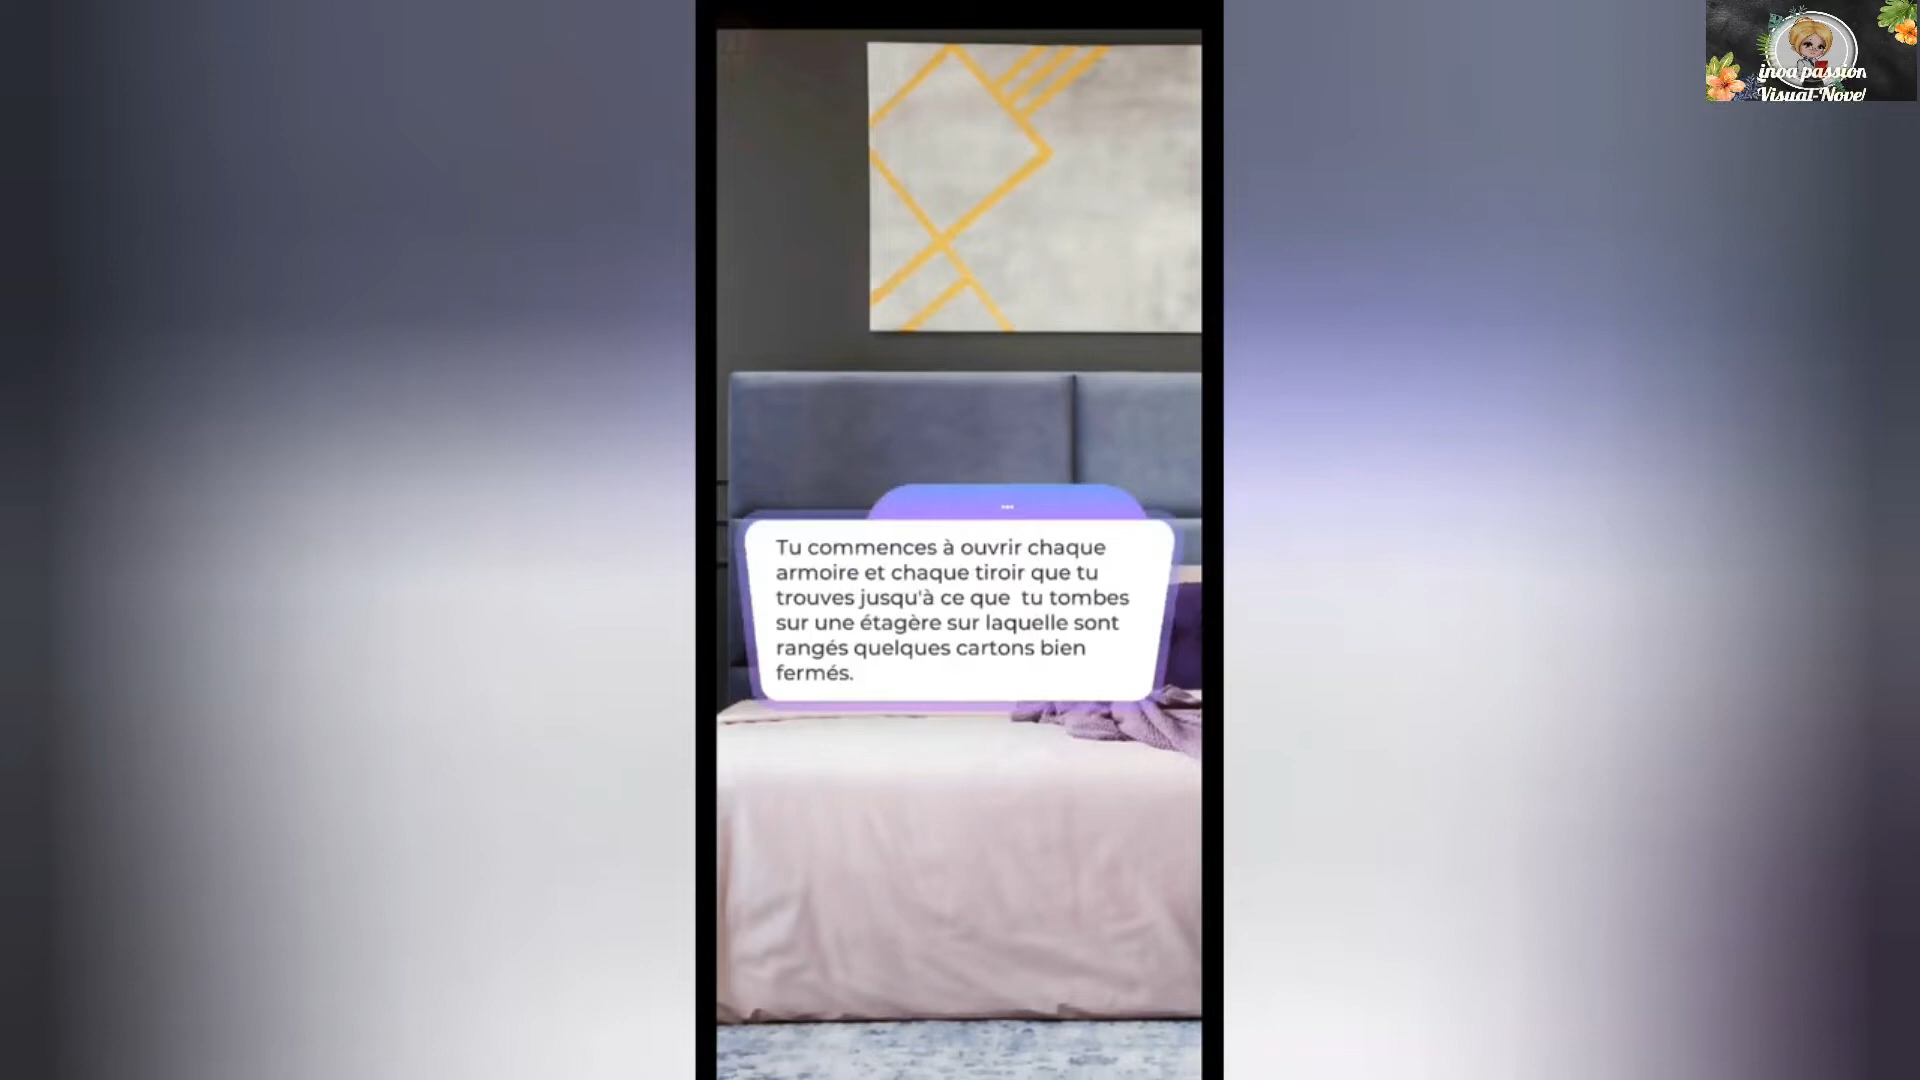 inoa passion
Visual-Novel
...
Tu commences à ouvrir chaque
armoire et chaque tiroir que tu
trouves jusqu'à ce que  tu tombes
sur une étagère sur laquelle sont
rangés quelques cartons bien
fermés.